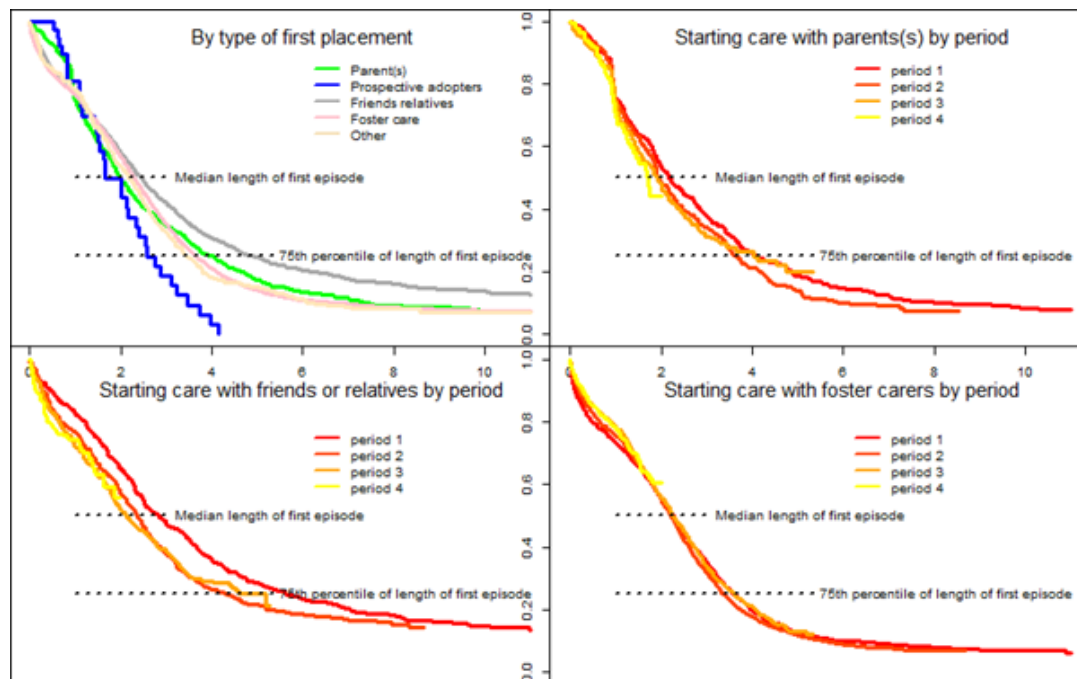 By type of first placement
Parent(s)
Prospective adopters
Friends relatives
Foster care
Other
Median length of first episode
75th percentile of length of first episode
0.0 0.2 0.4 0.6 0.8 1.0
Starting care with parents(s) by period
period 1
period 2
period 3
period 4
Median length of first episode
75th percentile of length of first episode
0 2 4 6 8 10
0 2 4 6 8 10
Starting care with friends or relatives by period
period 1
period 2
period 3
period 4
Median length of first episode
75th percentile of length of first episode
0.0 0.2 0.4 0.6 0.8 1.0
Starting care with foster carers by period
period 1
period 2
period 3
period 4
Median length of first episode
75th percentile of length of first episode